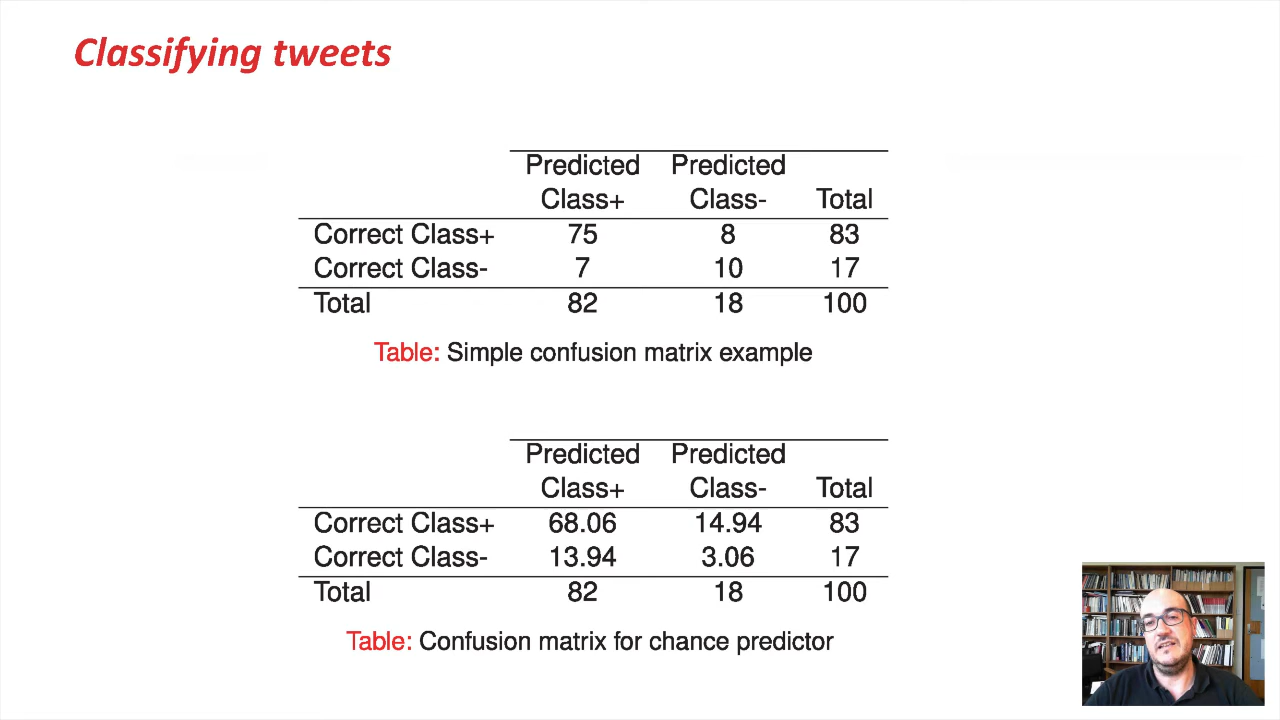 Classifying tweets
Predicted Predicted
Class+ Class- Total
Correct Class+ 75 8 83
Correct Class- 7 10 17
Total 82 18 100
Table: Simple confusion matrix example
Predicted Predicted
Class+ Class- Total
Correct Class+ 68.06 14.94 83
Correct Class- 13.94 3.06 17
Total 82 18 100
Table: Confusion matrix for chance predictor